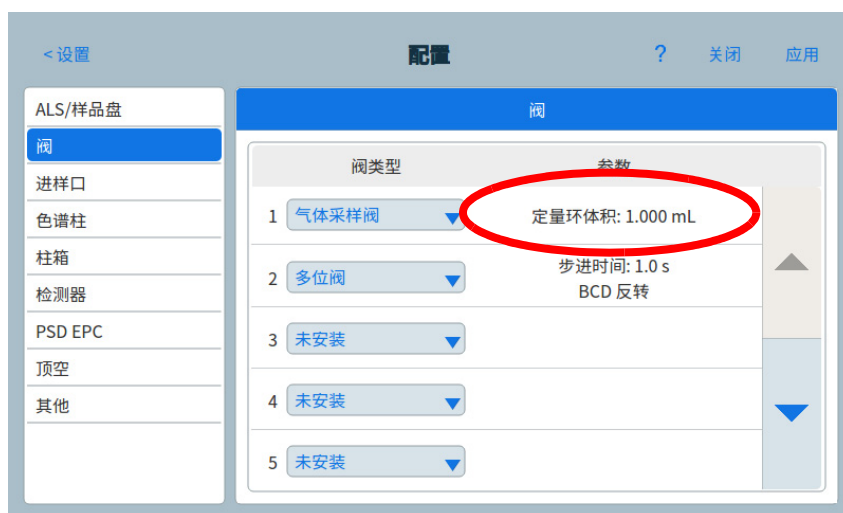 <设置 配置 ? 关闭 应用
ALS/样品盘
阀
进样口
色谱柱
柱箱
检测器
PSD EPC
顶空
其他
阀
阀类型 参数
1 气体采样阀 定量环体积: 1.000 mL
2 多位阀 步进时间: 1.0 s
BCD 反转
3 未安装
4 未安装
5 未安装